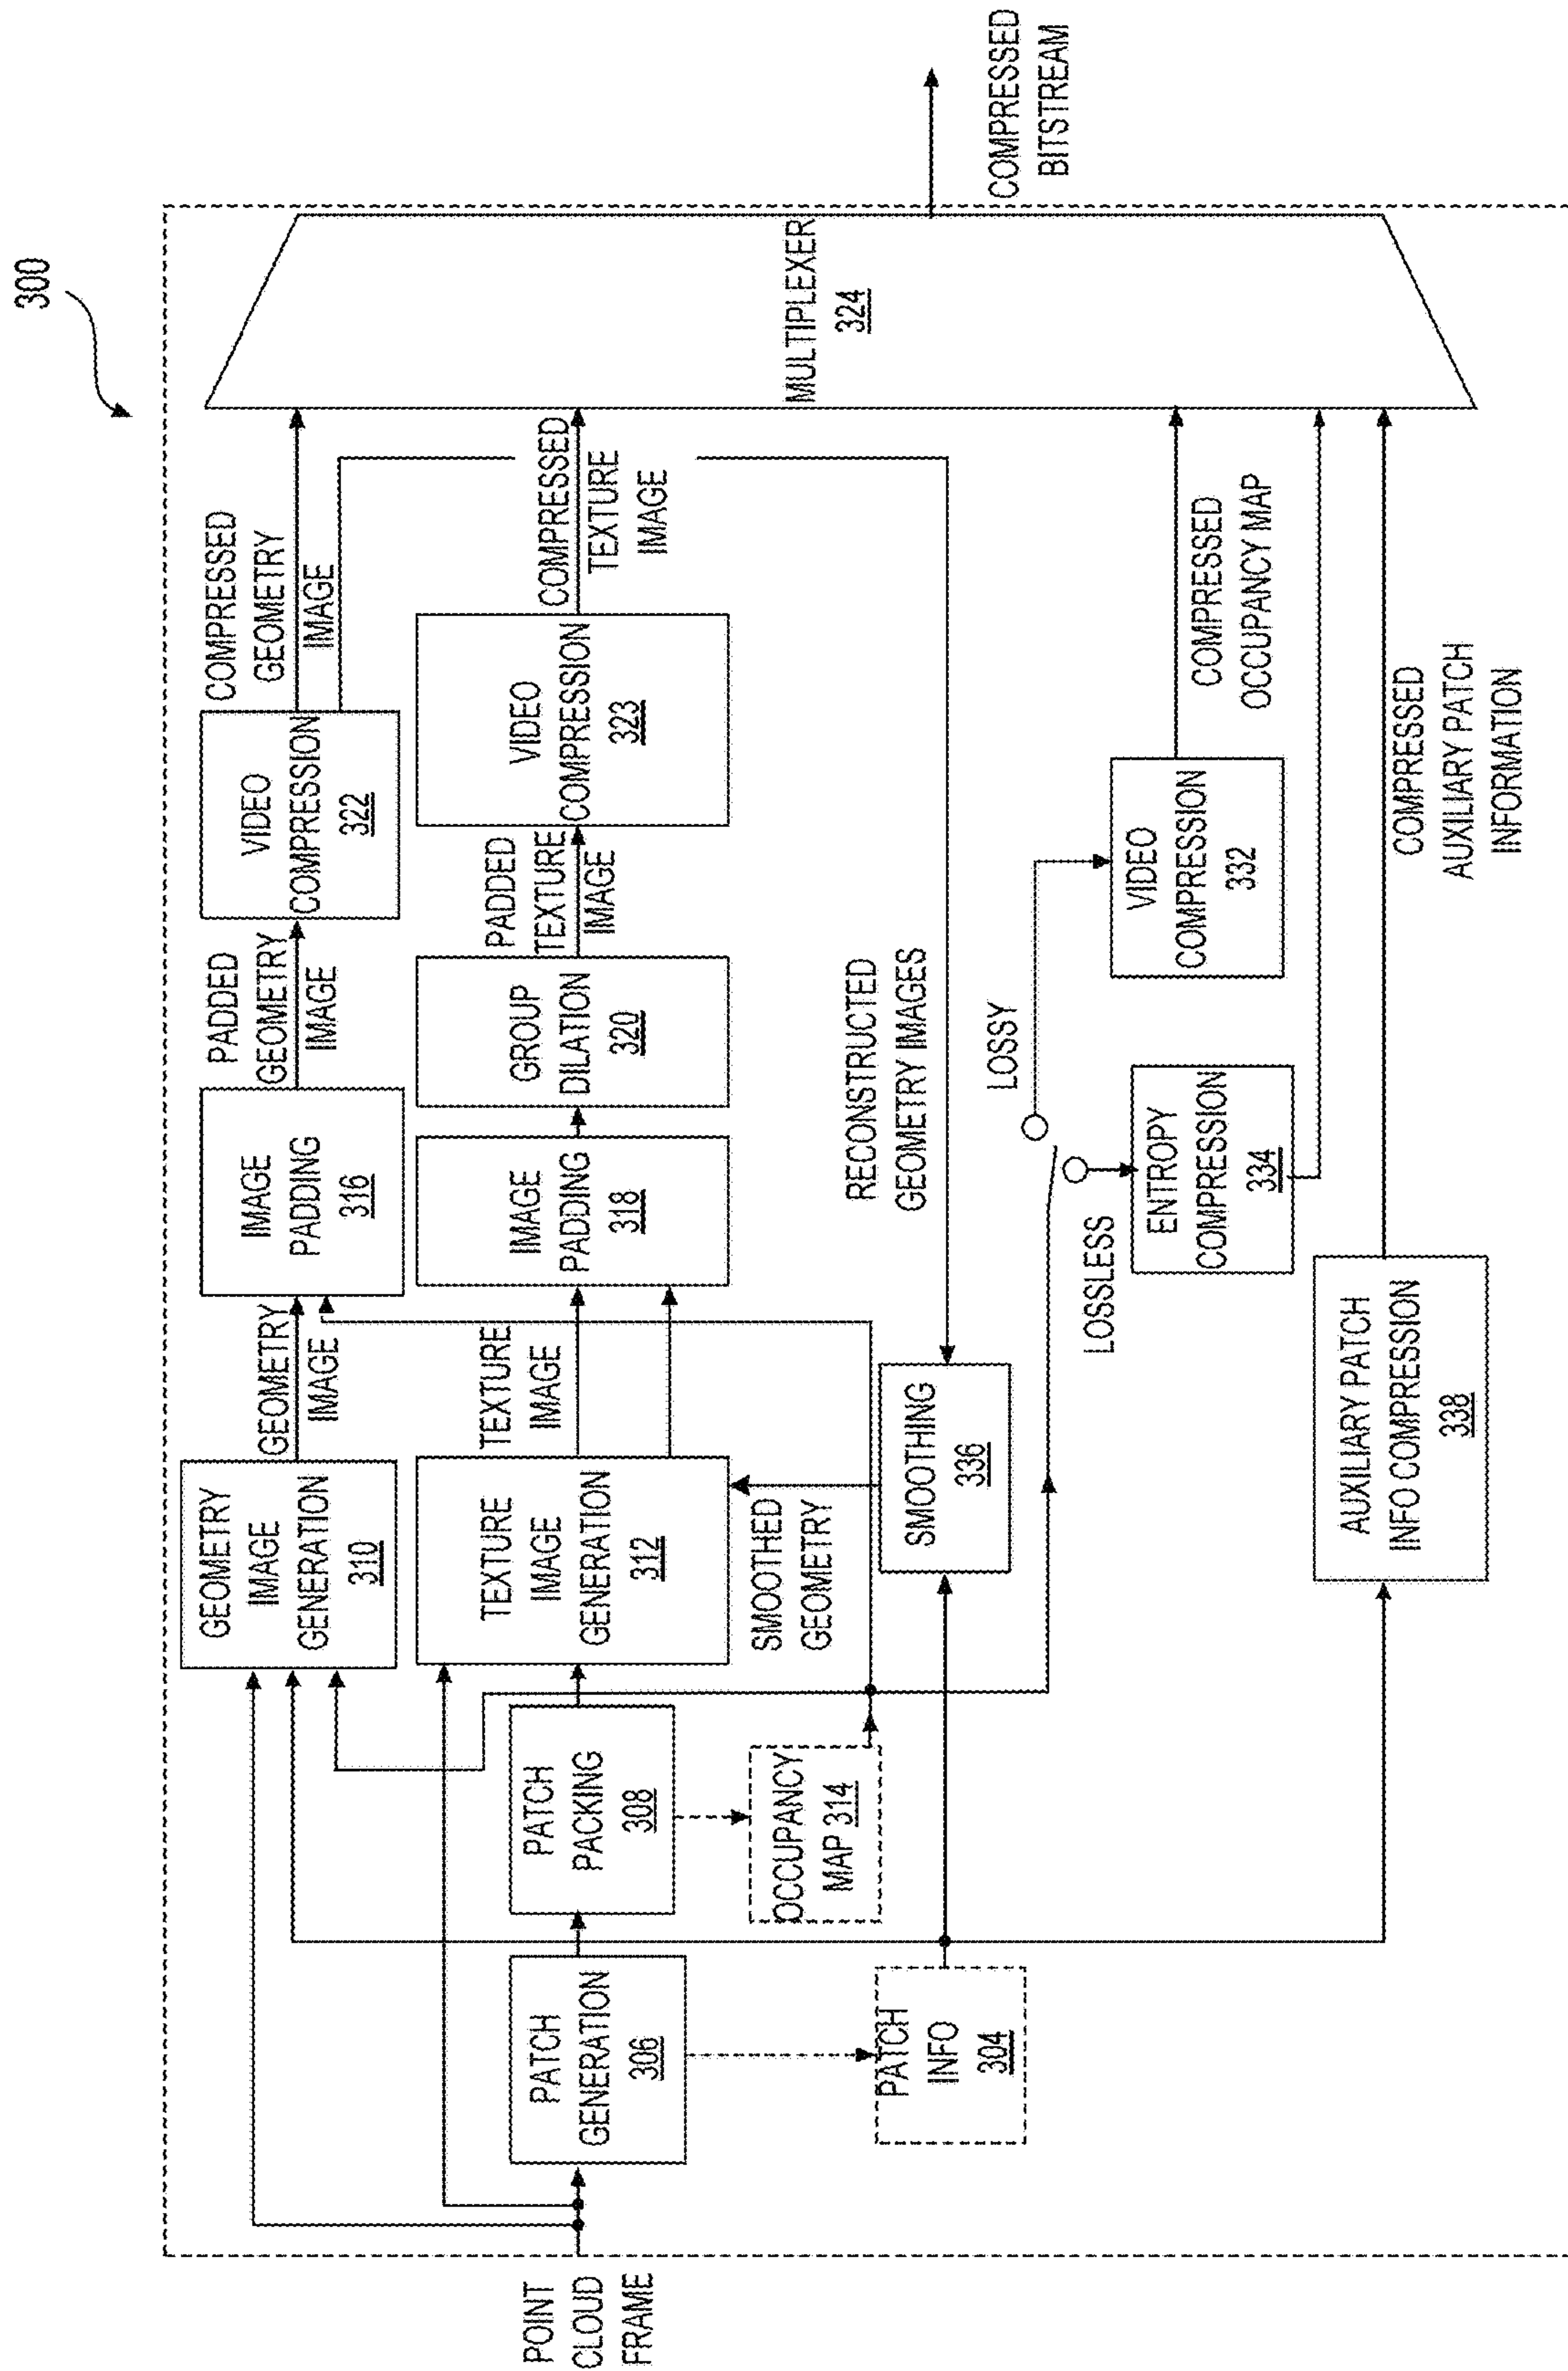 300
POINT
CLOUD
FRAME
PATCH
GENERATION
306
PATCH
INFO
304
PATCH
PACKING
308
OCCUPANCY
MAP 314
GEOMETRY
IMAGE
GENERATION
310
TEXTURE
IMAGE
GENERATION
312
SMOOTHED
GEOMETRY
SMOOTHING
336
GEOMETRY
IMAGE
TEXTURE
IMAGE
IMAGE
PADDING
316
IMAGE
PADDING
318
GROUP
DILATION
320
PADDED
GEOMETRY
IMAGE
PADDED
TEXTURE
IMAGE
VIDEO
COMPRESSION
322
VIDEO
COMPRESSION
323
COMPRESSED
GEOMETRY
IMAGE
COMPRESSED
TEXTURE
IMAGE
RECONSTRUCTED
GEOMETRY IMAGES
LOSSY
LOSSLESS
VIDEO
COMPRESSION
332
ENTROPY
COMPRESSION
334
AUXILIARY PATCH
INFO COMPRESSION
338
COMPRESSED
OCCUPANCY MAP
COMPRESSED
AUXILIARY PATCH
INFORMATION
MULTIPLEXER
324
COMPRESSED
BITSTREAM